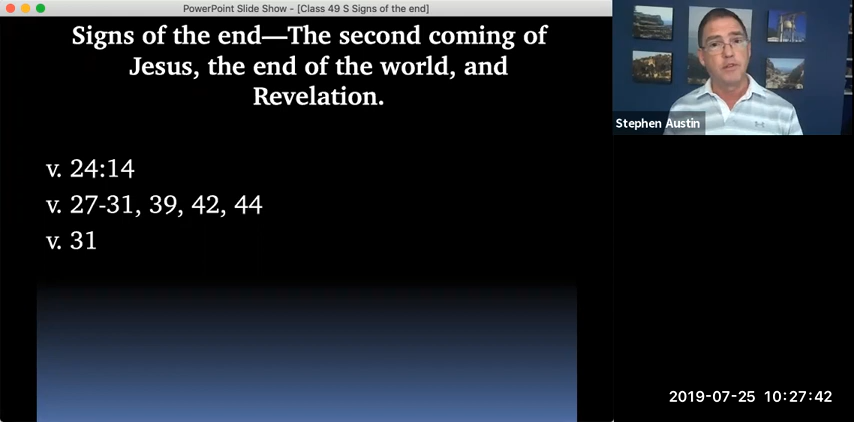 PowerPoint Slide Show - [Class 49 S Signs of the end]
Signs of the end—The second coming of
Jesus, the end of the world, and
Revelation.
v. 24:14
v. 27-31, 39, 42, 44
v. 31
Stephen Austin
2019-07-25 10:27:42